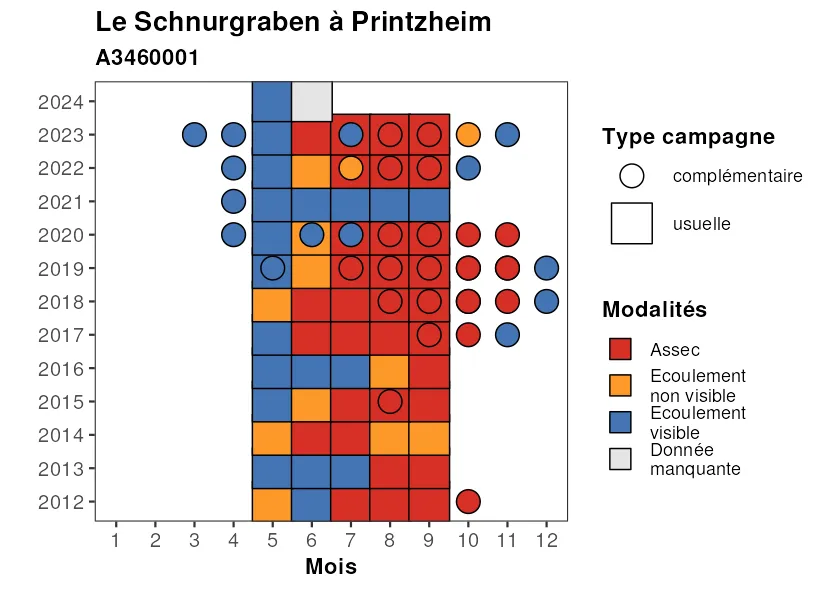 Le Schnurgraben à Printzheim
A3460001
2024
2023
2022
2021
2020
2019
2018
2017
2016
2015
2014
2013
2012
1 2 3 4 5 6 7 8 9 10 11 12
Mois
Type campagne
complémentaire
usuelle
Modalités
Assec
Ecoulement
non visible
Ecoulement
visible
Donnée
manquante